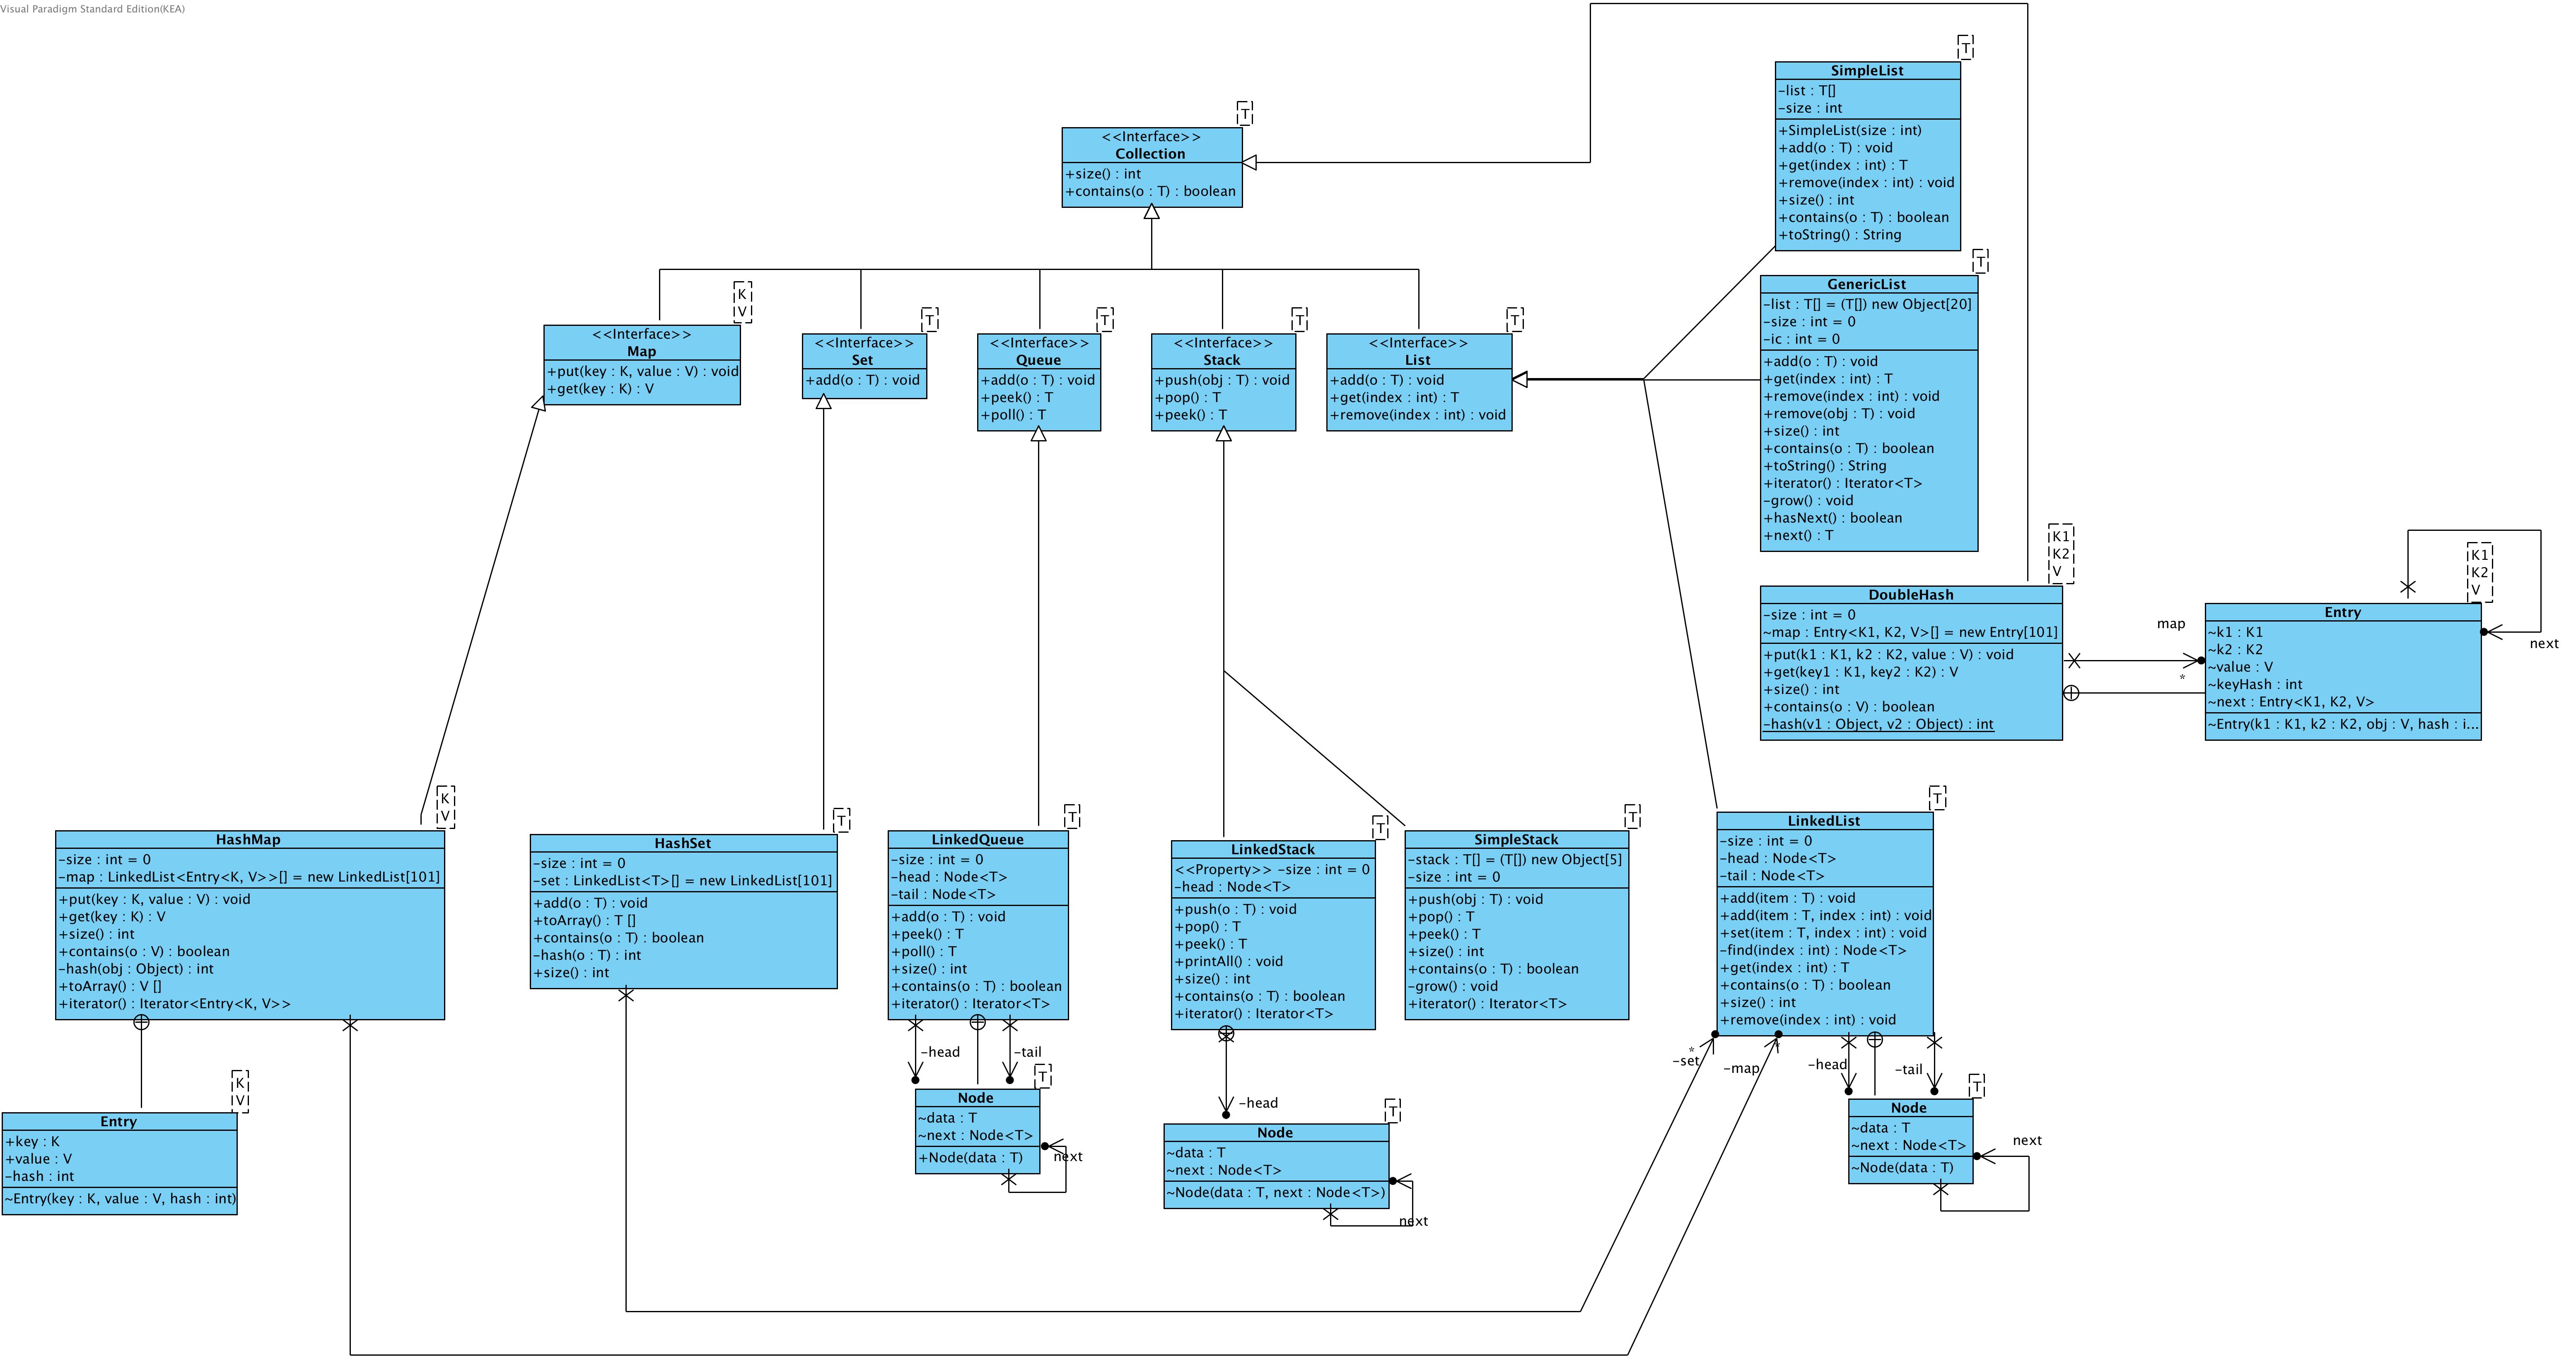 Visual Paradigm Standard Edition(KEA)
T
SimpleList
-list : T[]
-size : int
+SimpleList(size : int)
+add(o : T) : void
+get(index : int) : T
+remove(index : int) : void
+size() : int
+contains(o : T) : boolean
+toString() : String
T
<<Interface>>
Collection
+size() : int
+contains(o : T) : boolean
K
V
<<Interface>>
Map
+put(key : K, value : V) : void
+get(key : K) : V
T
<<Interface>>
Set
+add(o : T) : void
T
<<Interface>>
Queue
+add(o : T) : void
+peek() : T
+poll() : T
T
<<Interface>>
Stack
+push(obj : T) : void
+pop() : T
+peek() : T
T
<<Interface>>
List
+add(o : T) : void
+get(index : int) : T
+remove(index : int) : void
T
GenericList
-list : T[] = (T[]) new Object[20]
-size : int = 0
-ic : int = 0
+add(o : T) : void
+get(index : int) : T
+remove(index : int) : void
+remove(obj : T) : void
+size() : int
+contains(o : T) : boolean
+toString() : String
+iterator() : Iterator<T>
-grow() : void
+hasNext() : boolean
+next() : T
K1
K2
V
DoubleHash
-size : int = 0
~map : Entry<K1, K2, V>[] = new Entry[101]
+put(k1 : K1, k2 : K2, value : V) : void
+get(key1 : K1, key2 : K2) : V
+size() : int
+contains(o : V) : boolean
-hash(v1 : Object, v2 : Object) : int
map
*
K1
K2
V
Entry
~k1 : K1
~k2 : K2
~value : V
~keyHash : int
~next : Entry<K1, K2, V>
~Entry(k1 : K1, k2 : K2, obj : V, hash : i...
next
K
V
HashMap
-size : int = 0
-map : LinkedList<Entry<K, V>>[] = new LinkedList[101]
+put(key : K, value : V) : void
+get(key : K) : V
+size() : int
+contains(o : V) : boolean
-hash(obj : Object) : int
+toArray() : V []
+iterator() : Iterator<Entry<K, V>>
T
HashSet
-size : int = 0
-set : LinkedList<T>[] = new LinkedList[101]
+add(o : T) : void
+toArray() : T []
+contains(o : T) : boolean
-hash(o : T) : int
+size() : int
T
LinkedQueue
-size : int = 0
-head : Node<T>
-tail : Node<T>
+add(o : T) : void
+peek() : T
+poll() : T
+size() : int
+contains(o : T) : boolean
+iterator() : Iterator<T>
T
LinkedStack
<<Property>> -size : int = 0
-head : Node<T>
+push(o : T) : void
+pop() : T
+peek() : T
+printAll() : void
+size() : int
+contains(o : T) : boolean
+iterator() : Iterator<T>
T
SimpleStack
-stack : T[] = (T[]) new Object[5]
-size : int = 0
+push(obj : T) : void
+pop() : T
+peek() : T
+size() : int
+contains(o : T) : boolean
-grow() : void
+iterator() : Iterator<T>
T
LinkedList
-size : int = 0
-head : Node<T>
-tail : Node<T>
+add(item : T) : void
+add(item : T, index : int) : void
+set(item : T, index : int) : void
-find(index : int) : Node<T>
+get(index : int) : T
+contains(o : T) : boolean
+size() : int
+remove(index : int) : void
K
V
Entry
+key : K
+value : V
-hash : int
~Entry(key : K, value : V, hash : int)
-head
-tail
T
Node
~data : T
~next : Node<T>
+Node(data : T)
next
-head
T
Node
~data : T
~next : Node<T>
~Node(data : T, next : Node<T>)
next
*
-set
*
-map
-head
-tail
T
Node
~data : T
~next : Node<T>
~Node(data : T)
next